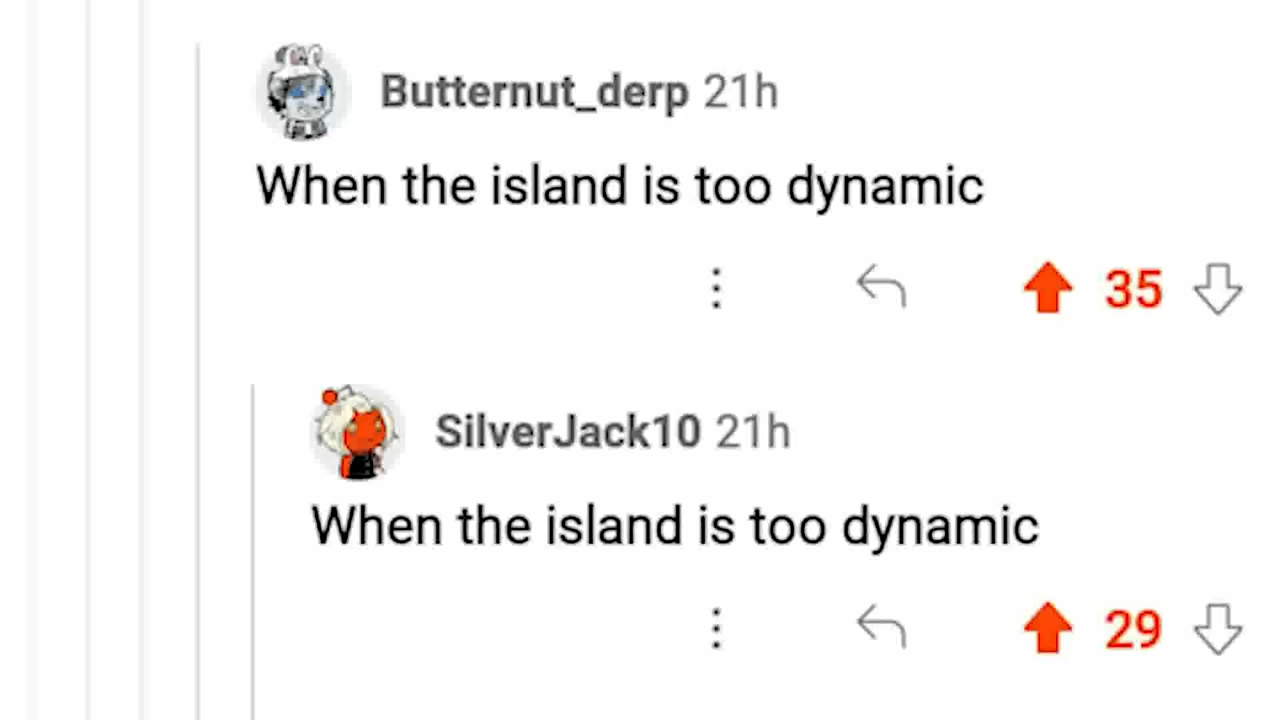 Butternut_derp 21h
When the island is too dynamic
35
SilverJack10 21h
When the island is too dynamic
29